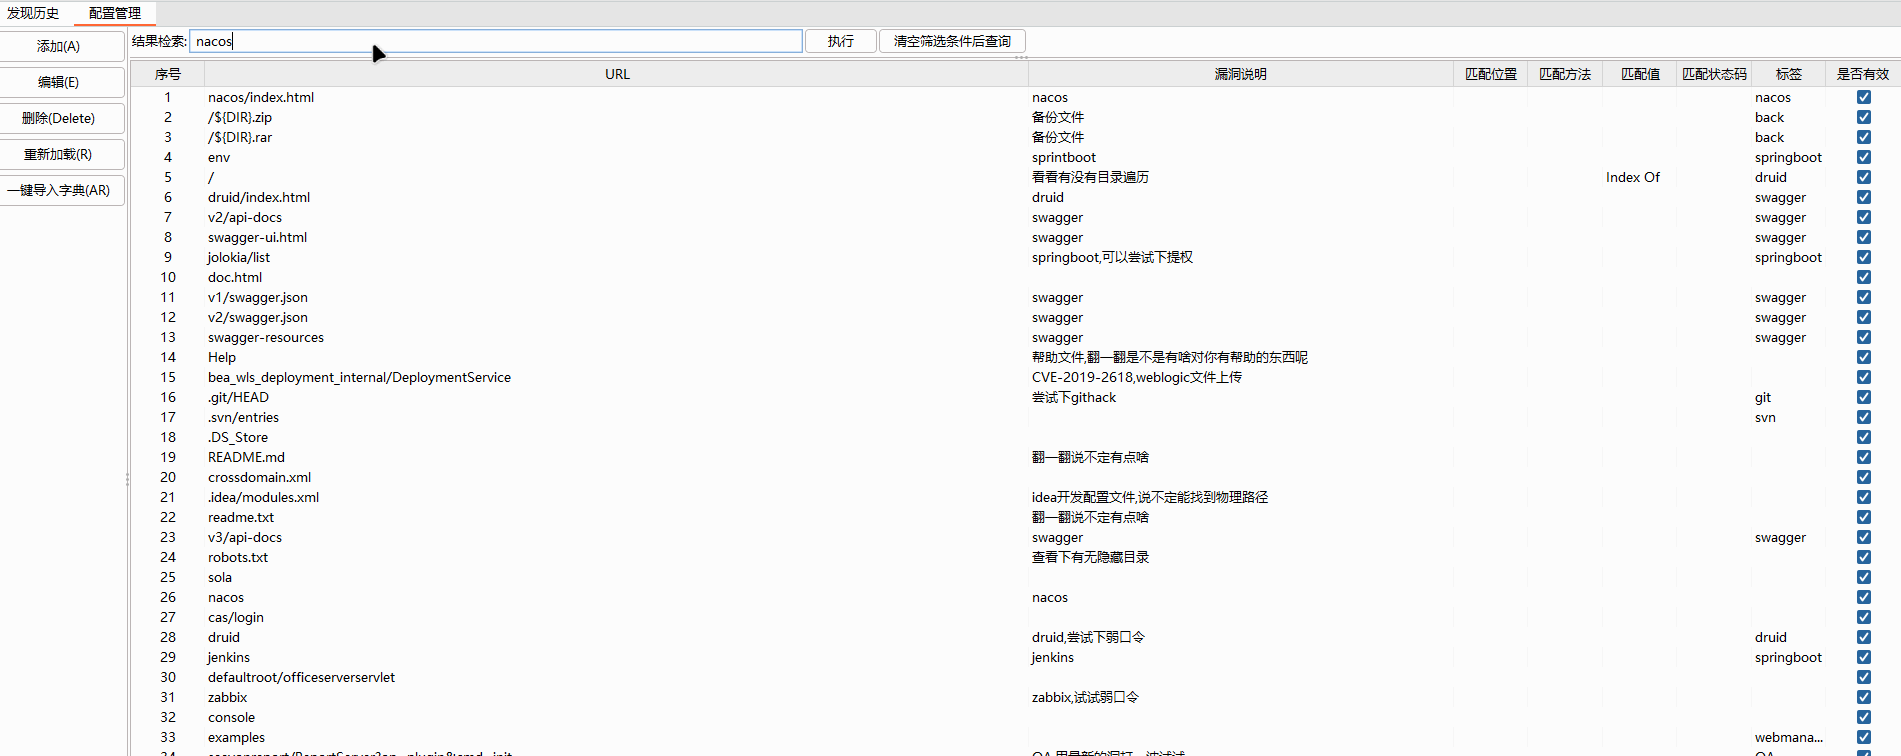 发现历史 配置管理
添加(A)
编辑(E)
删除(Delete)
重新加载(R)
一键导入字典(AR)
结果检索: nacos 执行 清空筛选条件后查询
序号 URL 漏洞说明 匹配位置 匹配方法 匹配值 匹配状态码 标签 是否有效
1 nacos/index.html nacos nacos
2 /${DIR}.zip 备份文件 back
3 /${DIR}.rar 备份文件 back
4 env sprintboot springboot
5 / 看看有没有目录遍历 Index Of druid
6 druid/index.html druid swagger
7 v2/api-docs swagger swagger
8 swagger-ui.html swagger swagger
9 jolokia/list springboot,可以尝试下提权 springboot
10 doc.html
11 v1/swagger.json swagger swagger
12 v2/swagger.json swagger swagger
13 swagger-resources swagger swagger
14 Help 帮助文件,翻一翻是不是有啥对你有帮助的东西呢
15 bea_wls_deployment_internal/DeploymentService CVE-2019-2618,weblogic文件上传
16 .git/HEAD 尝试下githack git
17 .svn/entries svn
18 .DS_Store
19 README.md 翻一翻说不定有点啥
20 crossdomain.xml
21 .idea/modules.xml idea开发配置文件,说不定能找到物理路径
22 readme.txt 翻一翻说不定有点啥
23 v3/api-docs swagger swagger
24 robots.txt 查看下有无隐藏目录
25 sola
26 nacos nacos
27 cas/login
28 druid druid,尝试下弱口令 druid
29 jenkins jenkins springboot
30 defaultroot/officeserverservlet
31 zabbix zabbix,试试弱口令
32 console
33 examples webmana...